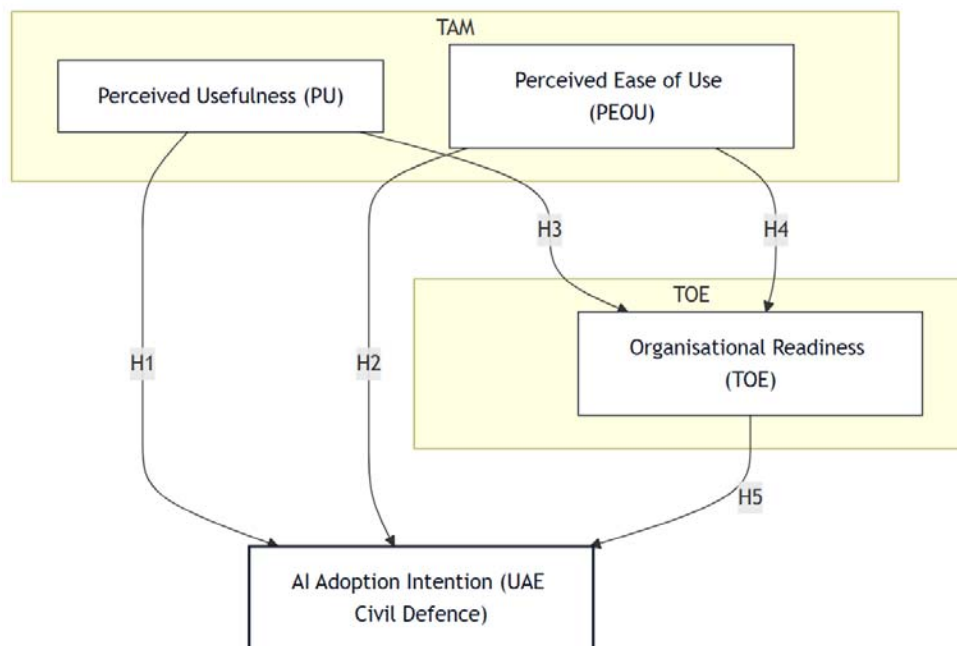 TAM
Perceived Usefulness (PU)
Perceived Ease of Use
(PEOU)
H3
H4
TOE
Organisational Readiness
(TOE)
H1
H2
H5
AI Adoption Intention (UAE
Civil Defence)